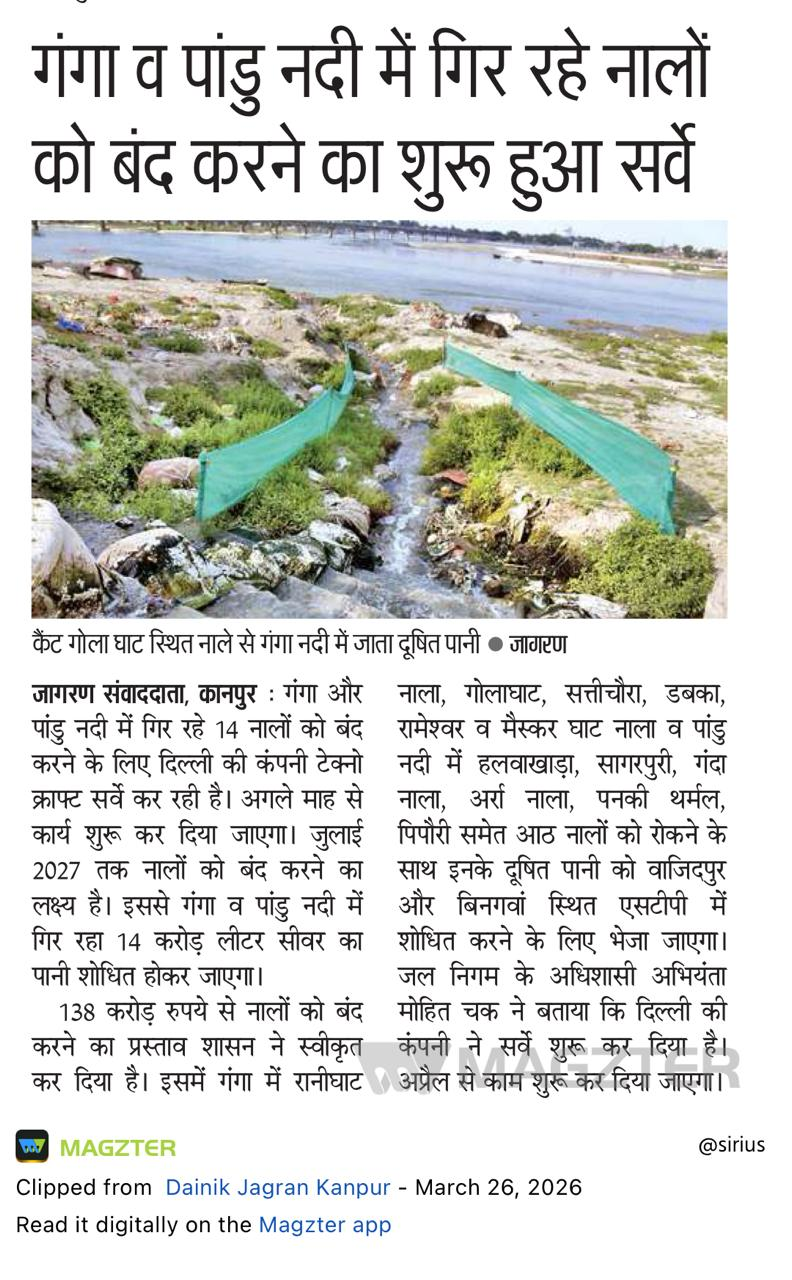 गंगा व पांडु नदी में गिर रहे नालों
को बंद करने का शुरू हुआ सर्वे
कैंट गोला घाट स्थित नाले से गंगा नदी में जाता दूषित पानी ● जागरण
जागरण संवाददाता, कानपुर : गंगा और
पांडु नदी में गिर रहे 14 नालों को बंद
करने के लिए दिल्ली की कंपनी टेक्नो
क्राफ्ट सर्वे कर रही है। अगले माह से
कार्य शुरू कर दिया जाएगा। जुलाई
2027 तक नालों को बंद करने का
लक्ष्य है। इससे गंगा व पांडु नदी में
गिर रहा 14 करोड़ लीटर सीवर का
पानी शोधित होकर जाएगा।
138 करोड़ रुपये से नालों को बंद
करने का प्रस्ताव शासन ने स्वीकृत
कर दिया है। इसमें गंगा में रानीघाट
नाला, गोलाघाट, सत्तीचौरा, डबका,
रामेश्वर व मैस्कर घाट नाला व पांडु
नदी में हलवाखाड़ा, सागरपुरी, गंदा
नाला, अर्रा नाला, पनकी थर्मल,
पिपौरी समेत आठ नालों को रोकने के
साथ इनके दूषित पानी को वाजिदपुर
और बिनगवां स्थित एसटीपी में
शोधित करने के लिए भेजा जाएगा।
जल निगम के अधिशासी अभियंता
मोहित चक ने बताया कि दिल्ली की
कंपनी ने सर्वे शुरू कर दिया है।
अप्रैल से काम शुरू कर दिया जाएगा।
MAGZTER
MAGZTER
@sirius
Clipped from Dainik Jagran Kanpur - March 26, 2026
Read it digitally on the Magzter app